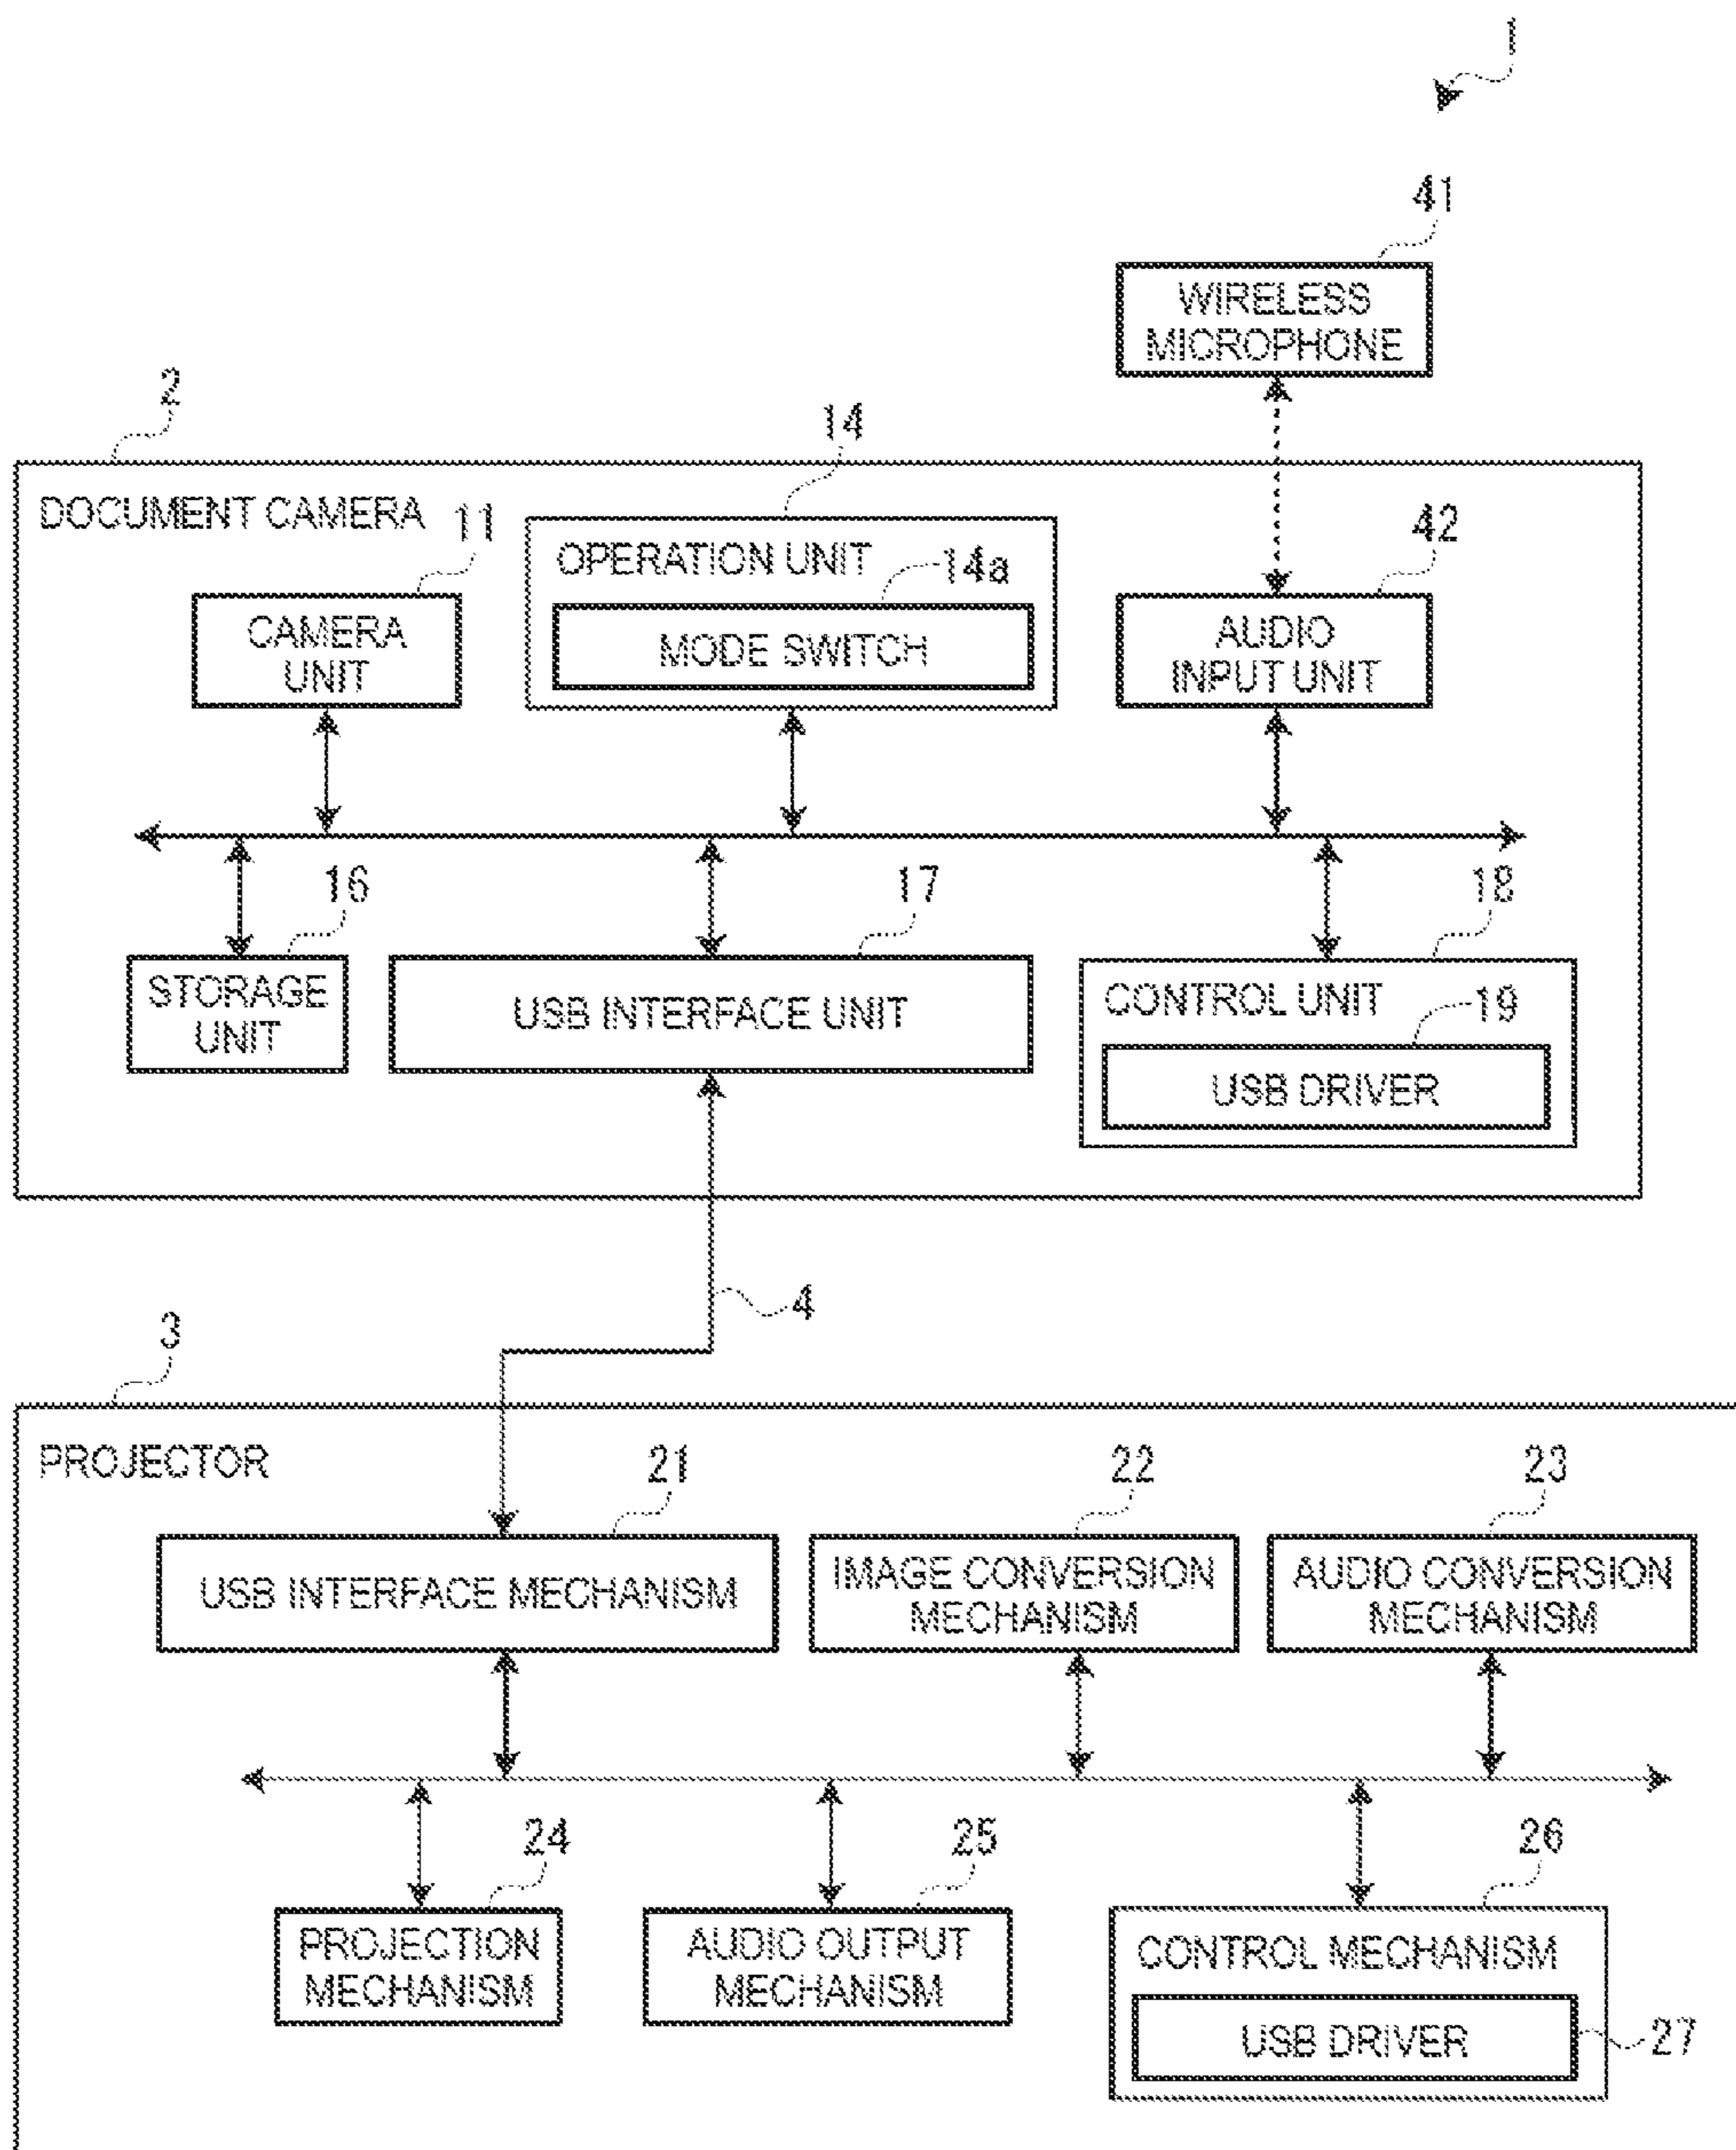 1
41
WIRELESS
MICROPHONE
2
14
DOCUMENT CAMERA
11
42
OPERATION UNIT
14a
CAMERA
UNIT
MODE SWITCH
AUDIO
INPUT UNIT
16
17
18
STORAGE
UNIT
USB INTERFACE UNIT
CONTROL UNIT
19
USB DRIVER
4
3
PROJECTOR
21
22
23
USB INTERFACE MECHANISM
IMAGE CONVERSION
MECHANISM
AUDIO CONVERSION
MECHANISM
24
25
26
PROJECTION
MECHANISM
AUDIO OUTPUT
MECHANISM
CONTROL MECHANISM
USB DRIVER
27